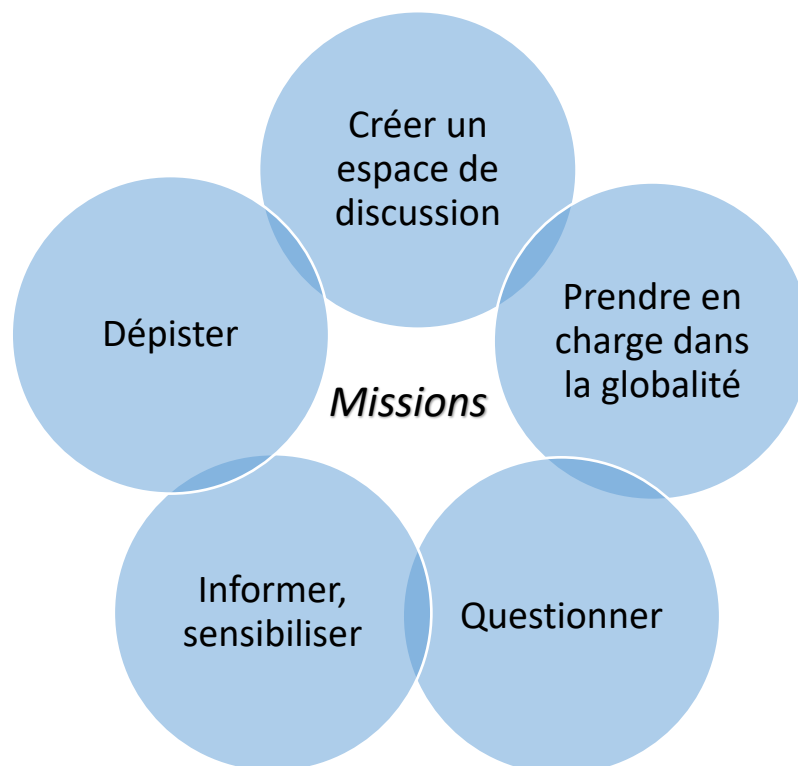 Créer un
espace de
discussion
Prendre en
charge dans
la globalité
Dépister
Missions
Informer,
sensibiliser
Questionner